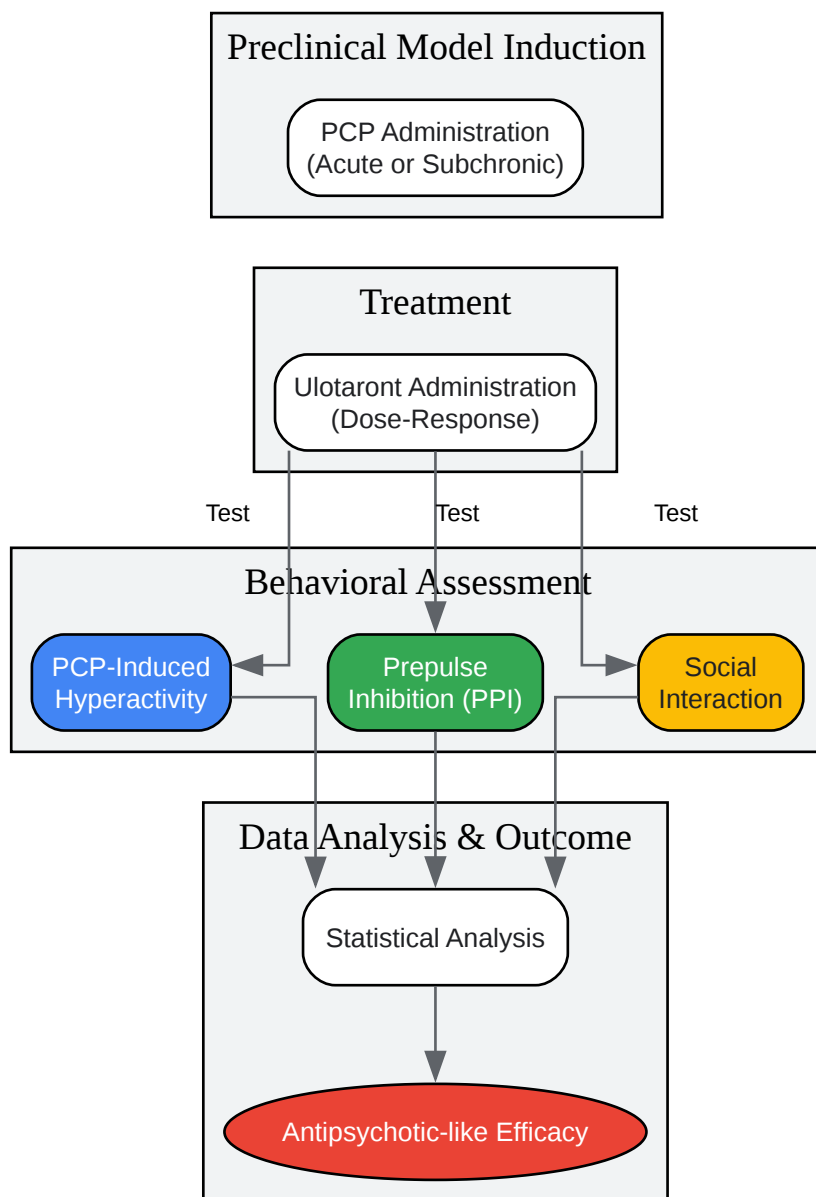 Preclinical Model Induction
PCP Administration
(Acute or Subchronic)
Treatment
Ulotaront Administration
(Dose-Response)
Test
Test
Test
Behavioral Assessment
PCP-Induced
Hyperactivity
Prepulse
Inhibition (PPI)
Social
Interaction
Data Analysis & Outcome
Statistical Analysis
Antipsychotic-like Efficacy